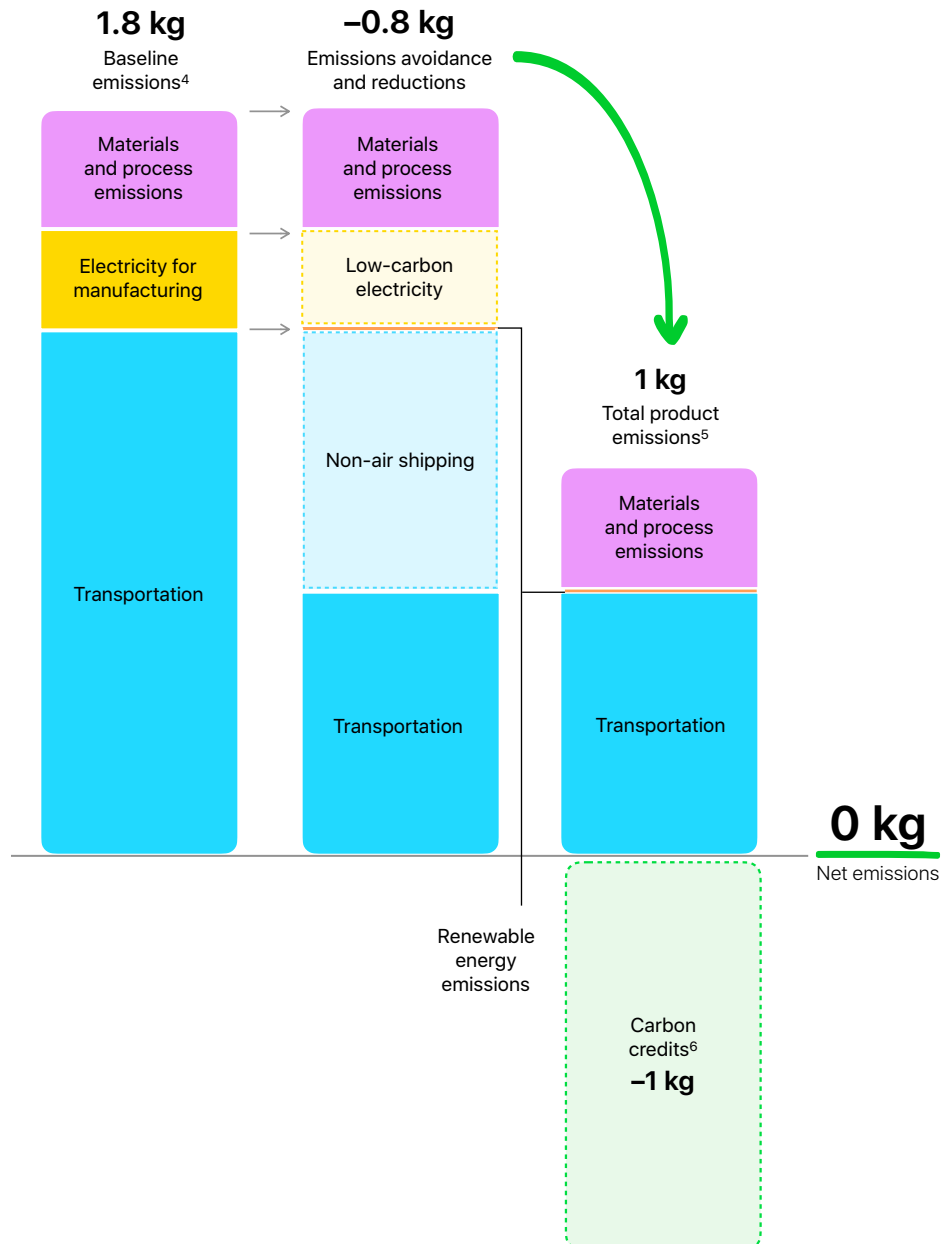 1.8 kg
Baseline
emissions⁴
–0.8 kg
Emissions avoidance
and reductions
Materials
and process
emissions
Materials
and process
emissions
Electricity for
manufacturing
Low-carbon
electricity
Non-air shipping
1 kg
Total product
emissions⁵
Materials
and process
emissions
Transportation
Transportation
Transportation
0 kg
Net emissions
Renewable
energy
emissions
Carbon
credits⁶
–1 kg